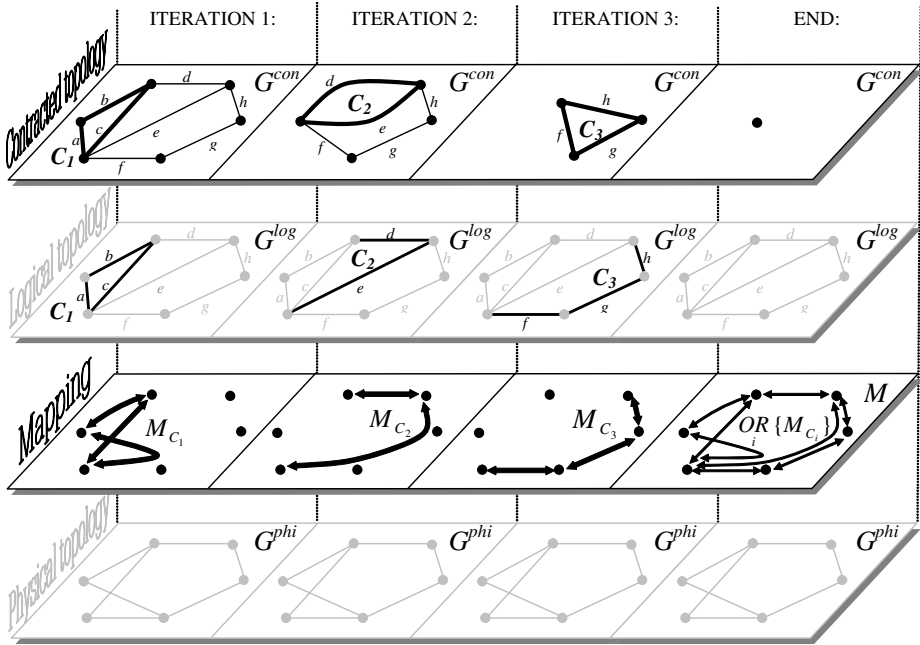 ITERATION 1: ITERATION 2: ITERATION 3: END:
Contracted topology
a b c d e f g h C1 G^con
d C2 e f g h G^con
f h g C3 G^con
G^con
Logical topology
a b c d e f g h C1 G^log
a b c d e f g h C2 G^log
a b c d e f g h C3 G^log
a b c d e f g h G^log
Mapping
M_C1
M_C2
M_C3
OR {M_Ci} i M
Physical topology
G^phi G^phi G^phi G^phi